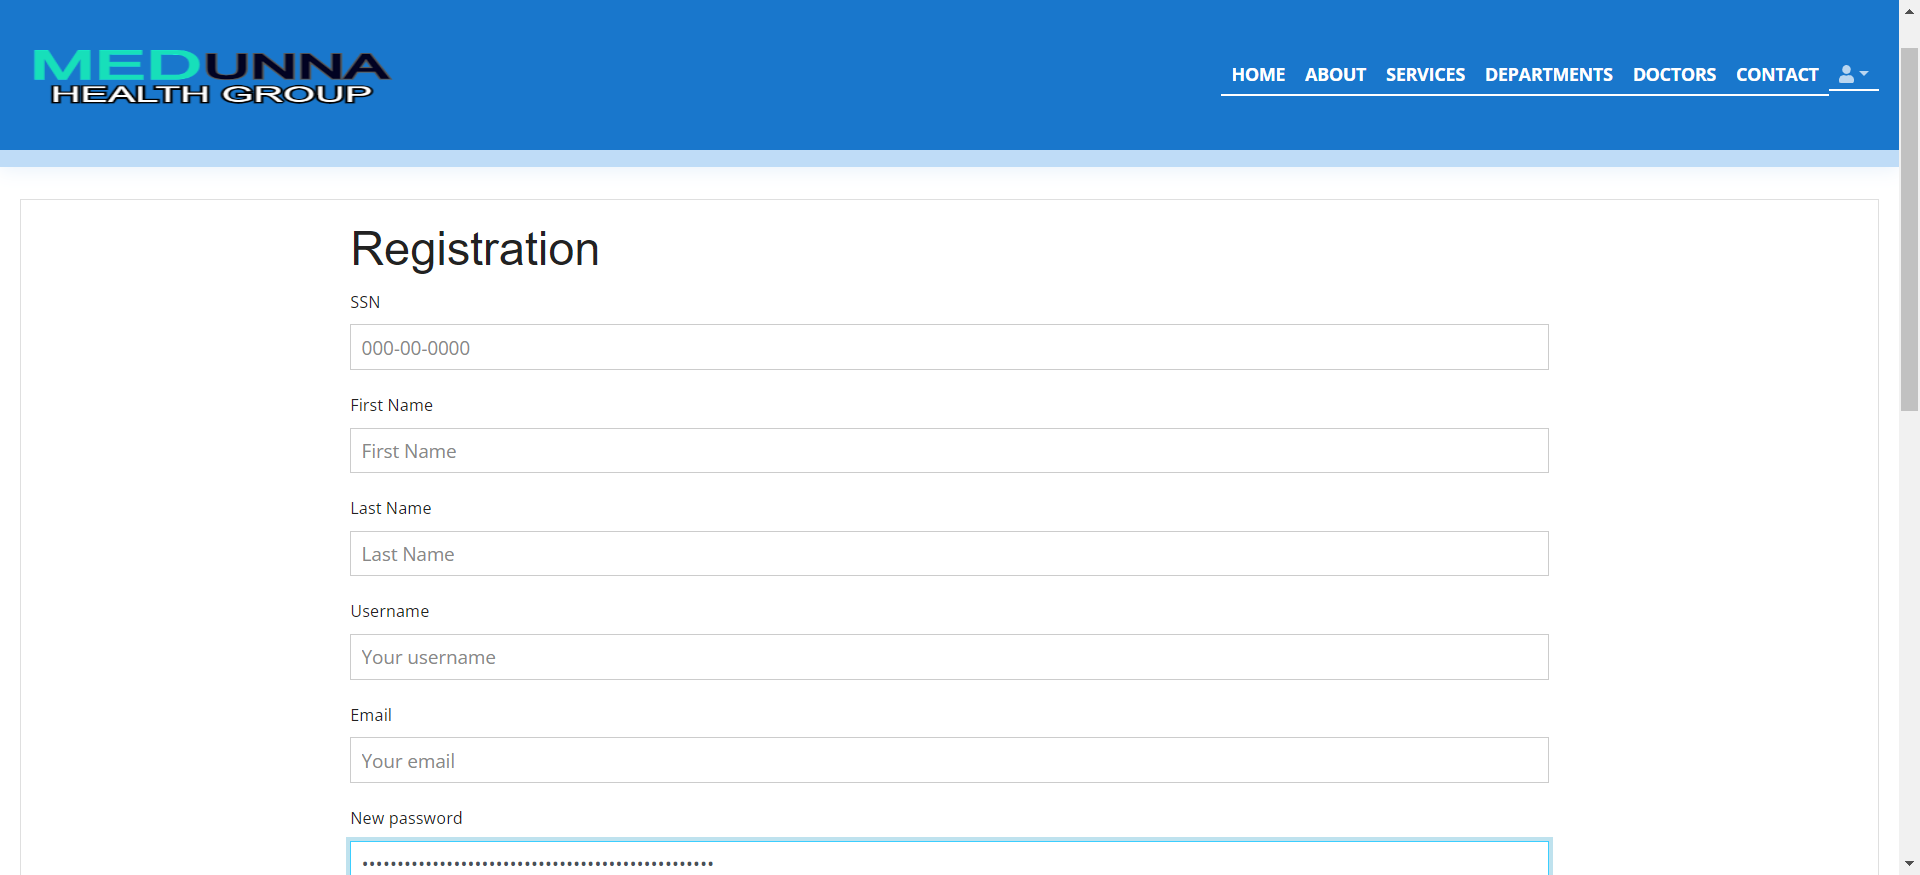 MEDUNNA
HEALTH GROUP
HOME ABOUT SERVICES DEPARTMENTS DOCTORS CONTACT
Registration
SSN
000-00-0000
First Name
First Name
Last Name
Last Name
Username
Your username
Email
Your email
New password